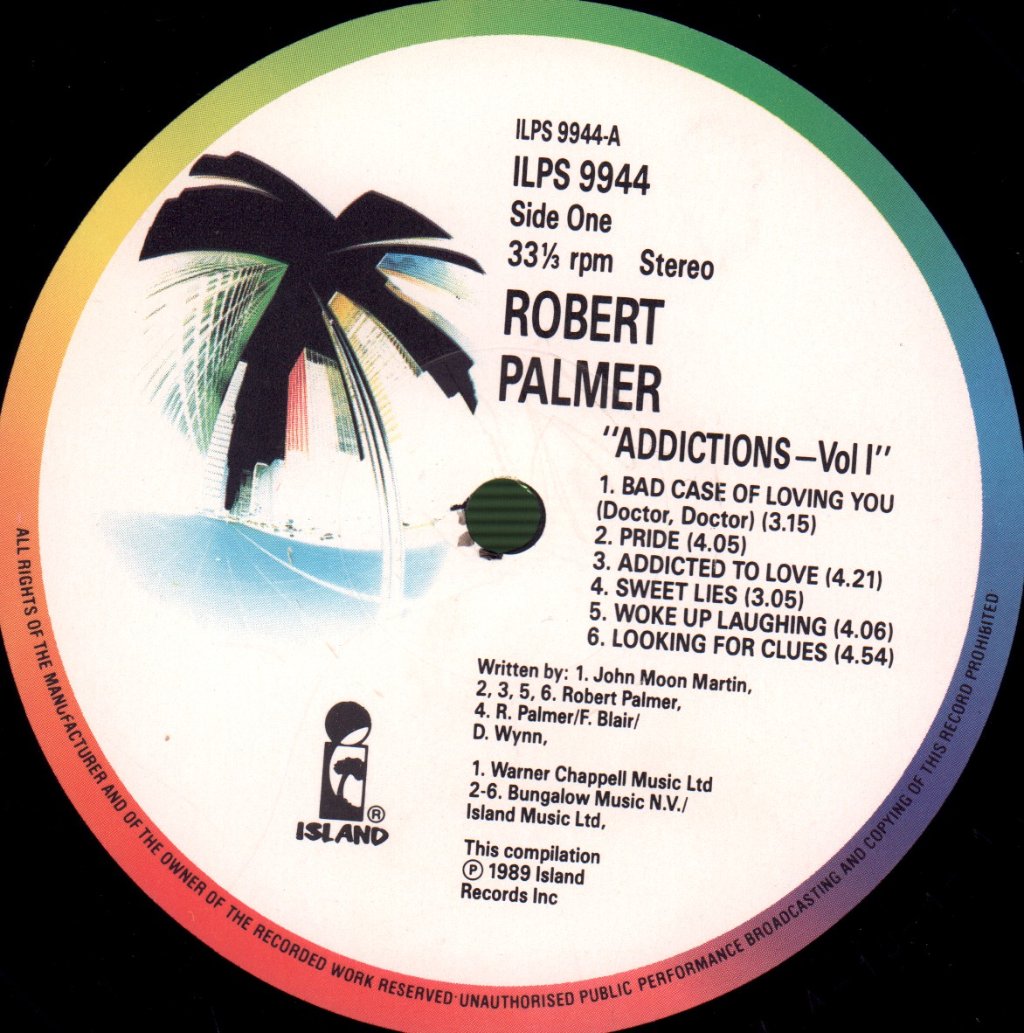 ILPS 9944-A
ILPS 9944
Side One
33⅓ rpm Stereo
ROBERT
PALMER
"ADDICTIONS–Vol I"
1. BAD CASE OF LOVING YOU
(Doctor, Doctor) (3.15)
2. PRIDE (4.05)
3. ADDICTED TO LOVE (4.21)
4. SWEET LIES (3.05)
5. WOKE UP LAUGHING (4.06)
6. LOOKING FOR CLUES (4.54)
Written by: 1. John Moon Martin,
2, 3, 5, 6. Robert Palmer,
4. R. Palmer/F. Blair/
D. Wynn,
1. Warner Chappell Music Ltd
2-6. Bungalow Music N.V./
Island Music Ltd,
This compilation
℗ 1989 Island
Records Inc
®
ISLAND
ALL RIGHTS OF THE MANUFACTURER AND OF THE OWNER OF THE RECORDED WORK RESERVED·UNAUTHORISED PUBLIC PERFORMANCE BROADCASTING AND COPYING OF THIS RECORD PROHIBITED